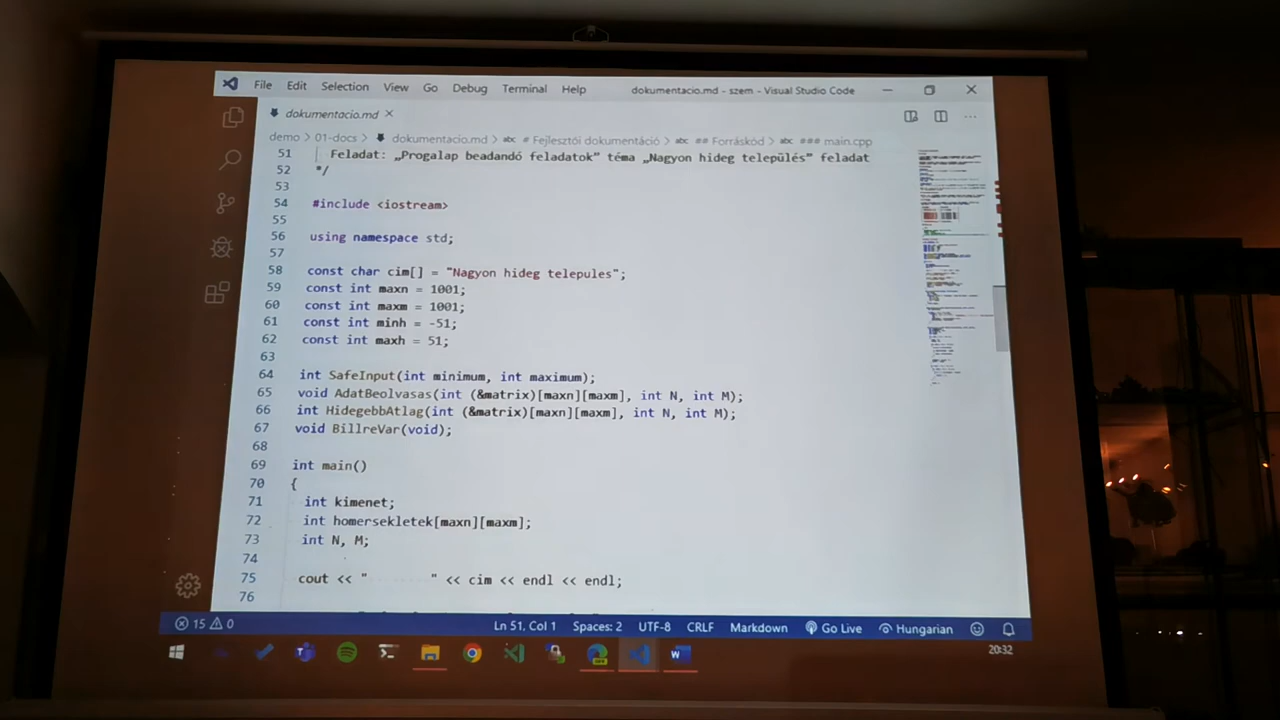 File Edit Selection View Go Debug Terminal Help dokumentacio.md - szem - Visual Studio Code
dokumentacio.md
demo > 01-docs > dokumentacio.md > abc # Fejlesztői dokumentáció > abc ## Forráskód > abc ### main.cpp
51 Feladat: „Progalap beadandó feladatok” téma „Nagyon hideg település” feladat
52 */
53
54 #include <iostream>
55
56 using namespace std;
57
58 const char cim[] = "Nagyon hideg telepules";
59 const int maxn = 1001;
60 const int maxm = 1001;
61 const int minh = -51;
62 const int maxh = 51;
63
64 int SafeInput(int minimum, int maximum);
65 void AdatBeolvasas(int (&matrix)[maxn][maxm], int N, int M);
66 int HidegebbAtlag(int (&matrix)[maxn][maxm], int N, int M);
67 void BillreVar(void);
68
69 int main()
70 {
71 int kimenet;
72 int homersekletek[maxn][maxm];
73 int N, M;
74
75 cout << " " << cim << endl << endl;
76
15 0 Ln 51, Col 1 Spaces: 2 UTF-8 CRLF Markdown Go Live Hungarian
20:32